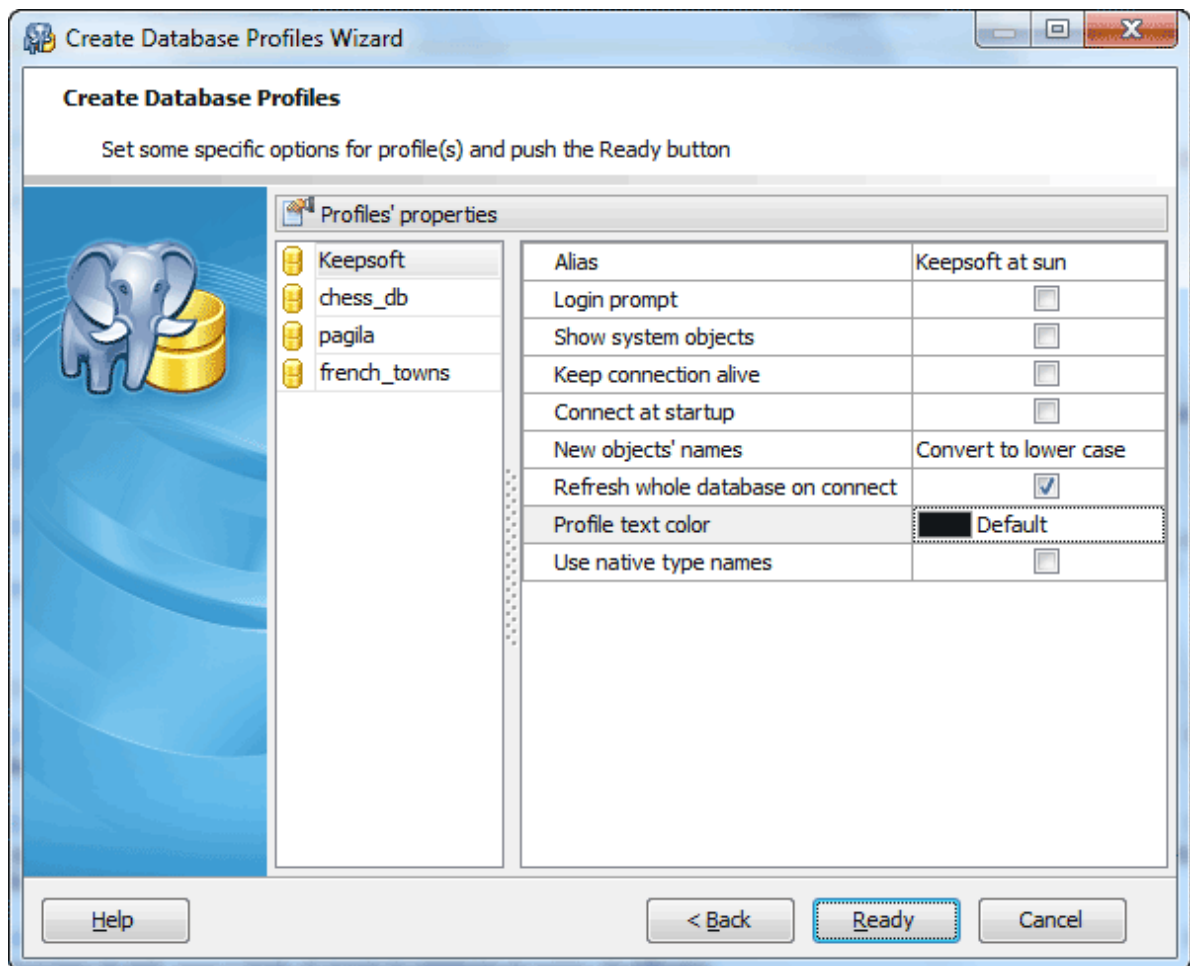 Create Database Profiles Wizard
Create Database Profiles
Set some specific options for profile(s) and push the Ready button
Profiles' properties
Keepsoft
chess_db
pagila
french_towns
Alias Keepsoft at sun
Login prompt
Show system objects
Keep connection alive
Connect at startup
New objects' names Convert to lower case
Refresh whole database on connect
Profile text color Default
Use native type names
Help < Back Ready Cancel